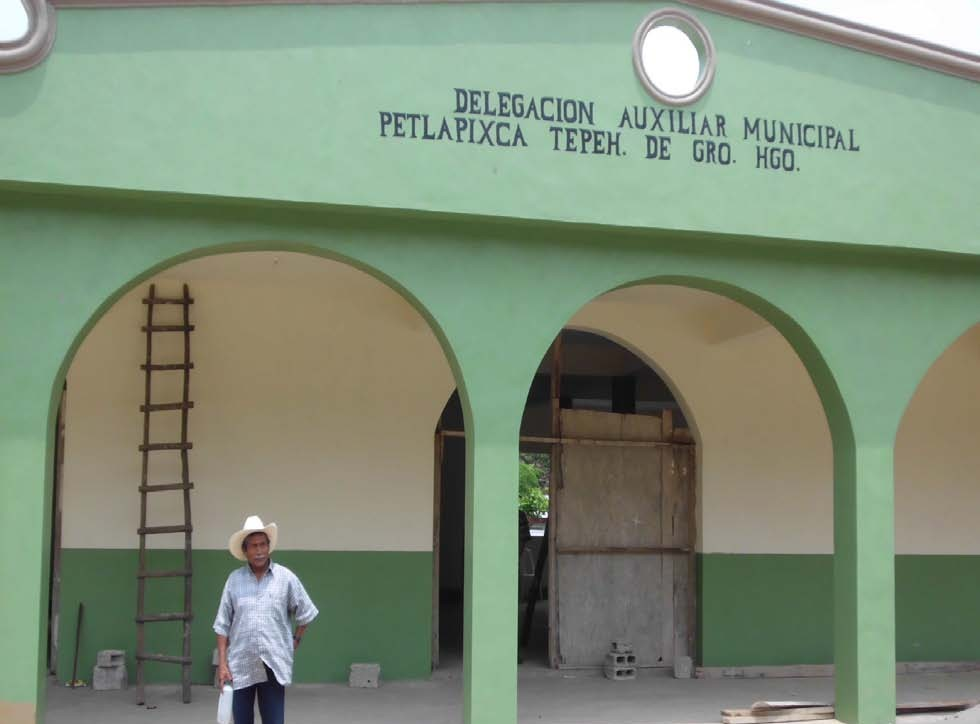 DELEGACION AUXILIAR MUNICIPAL
PETLAPIXCA TEPEH. DE GRO. HGO.